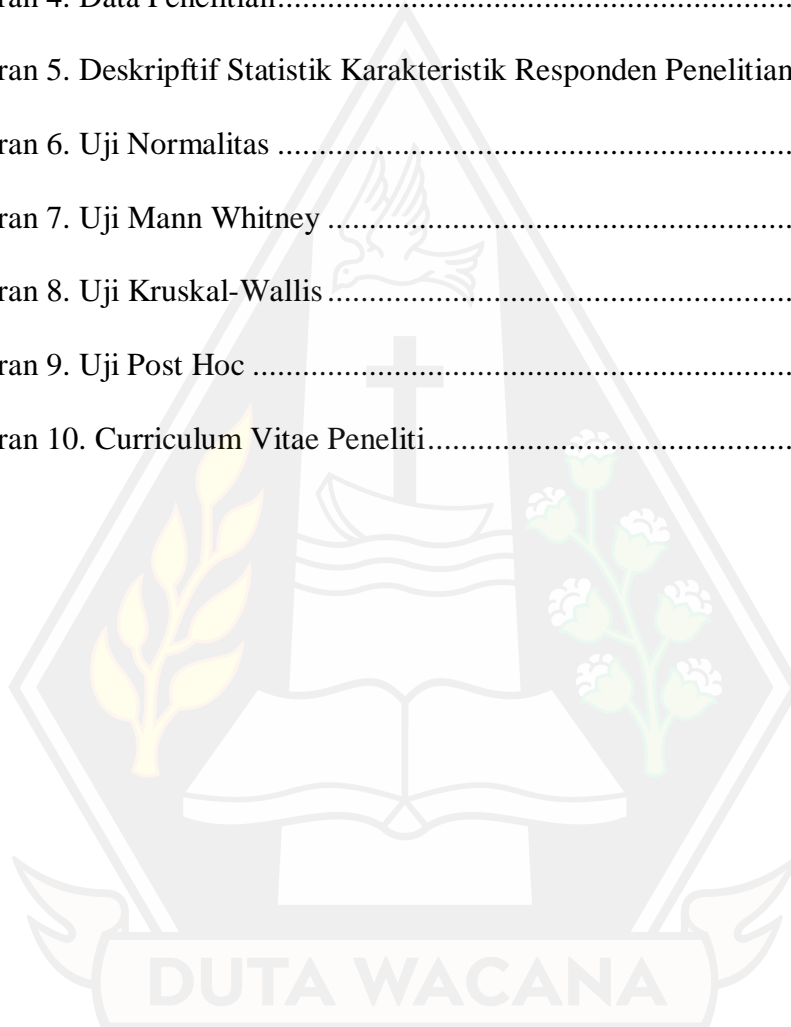 ran 4. Data Penelitian................................................................
ran 5. Deskripftif Statistik Karakteristik Responden Penelitian
ran 6. Uji Normalitas ................................................................
ran 7. Uji Mann Whitney ........................................................
ran 8. Uji Kruskal-Wallis ........................................................
ran 9. Uji Post Hoc ..................................................................
ran 10. Curriculum Vitae Peneliti............................................
DUTA WACANA